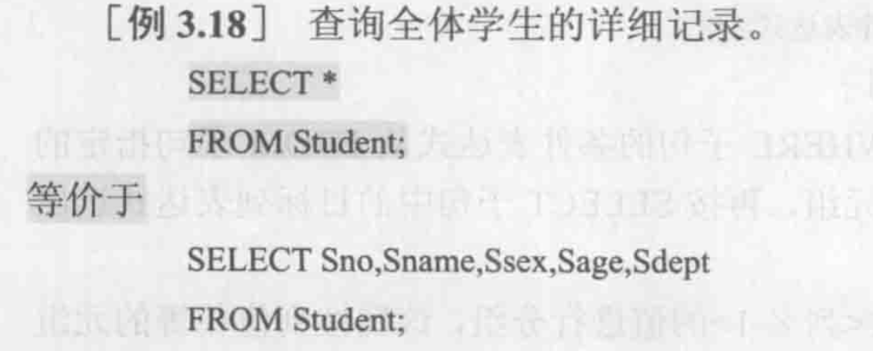 ［例 3.18］ 查询全体学生的详细记录。
SELECT *
FROM Student;
等价于
SELECT Sno,Sname,Ssex,Sage,Sdept
FROM Student;